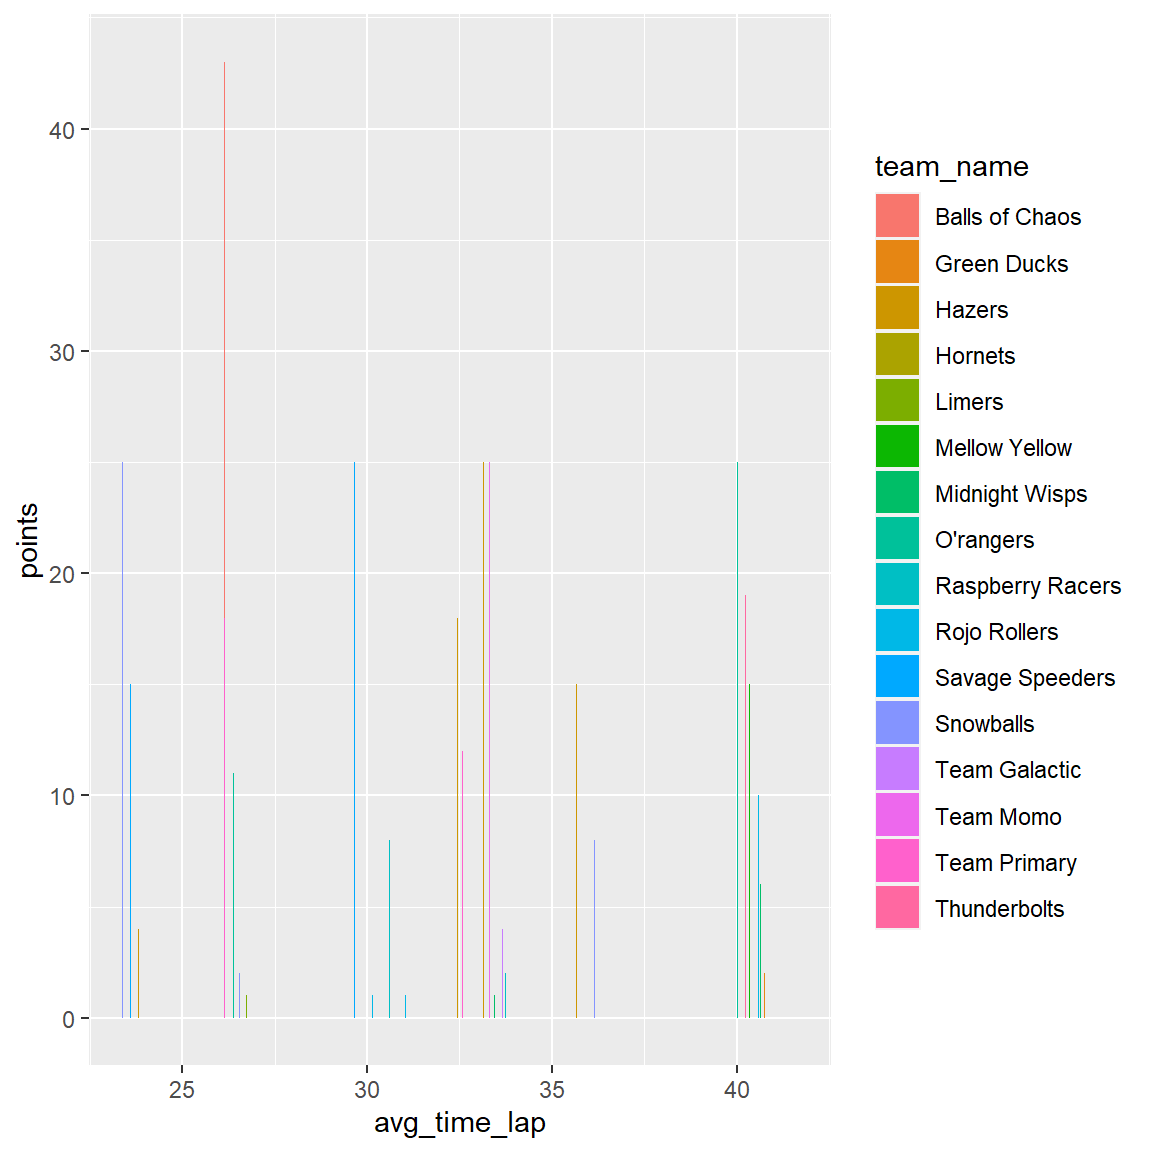 40
30
20
10
0
points
25 30 35 40
avg_time_lap
team_name
Balls of Chaos
Green Ducks
Hazers
Hornets
Limers
Mellow Yellow
Midnight Wisps
O'rangers
Raspberry Racers
Rojo Rollers
Savage Speeders
Snowballs
Team Galactic
Team Momo
Team Primary
Thunderbolts